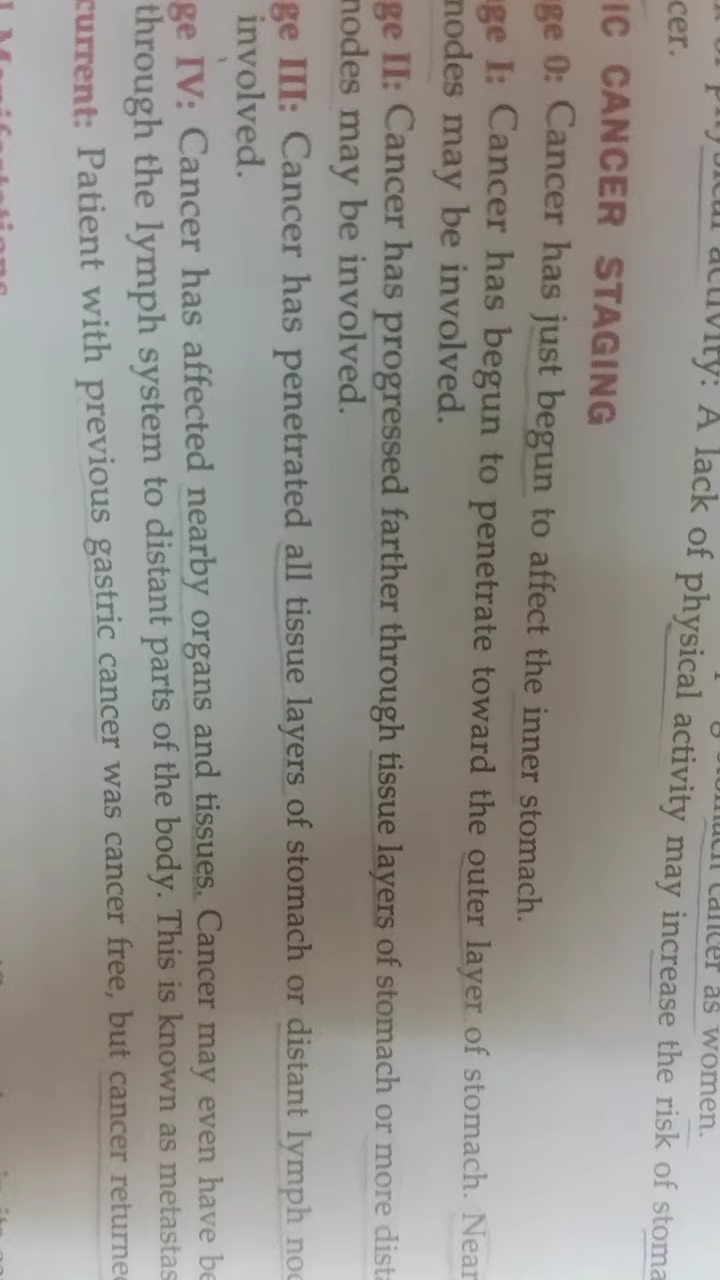 physical activity: A lack of physical activity may increase the risk of
cer.
IC CANCER STAGING
ge 0: Cancer has just begun to affect the inner stomach.
ge I: Cancer has begun to penetrate toward the outer layer of stomach. Near
nodes may be involved.
ge II: Cancer has progressed farther through tissue layers of stomach or more dista
nodes may be involved.
ge III: Cancer has penetrated all tissue layers of stomach or distant lymph no
involved.
ge IV: Cancer has affected nearby organs and tissues. Cancer may even have be
through the lymph system to distant parts of the body. This is known as metastas
current: Patient with previous gastric cancer was cancer free, but cancer returne